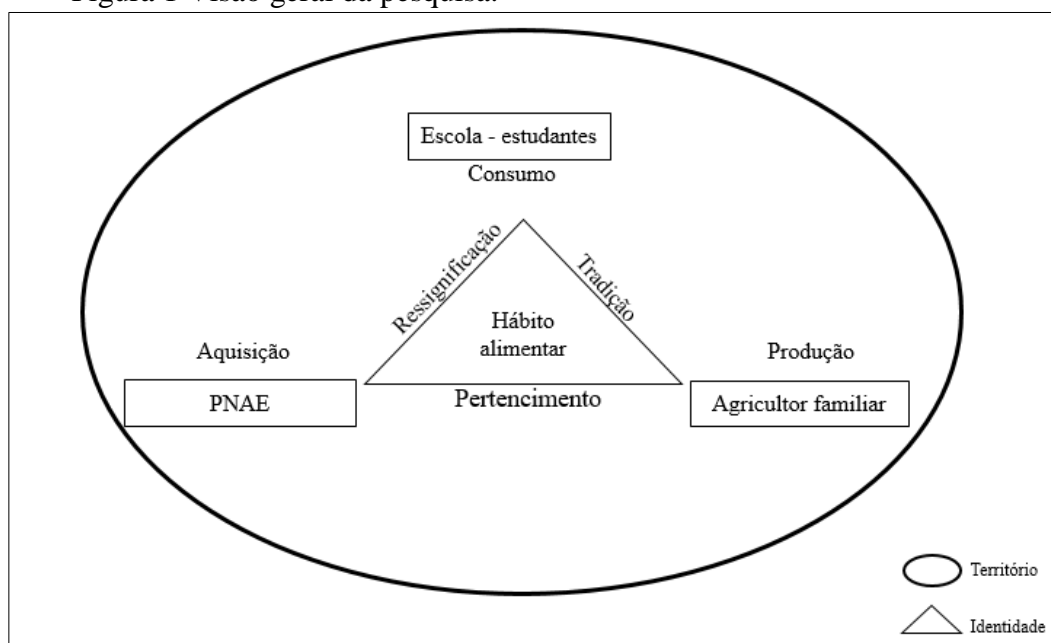 Figura 1 Visão geral da pesquisa.
Escola - estudantes
Consumo
Ressignificação
Tradição
Hábito
alimentar
Aquisição
Produção
PNAE
Pertencimento
Agricultor familiar
Território
Identidade